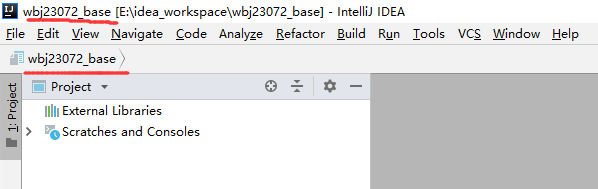 wbj23072_base [E:\idea_workspace\wbj23072_base] - IntelliJ IDEA
File Edit View Navigate Code Analyze Refactor Build Run Tools VCS Window Help
wbj23072_base
1: Project
Project
External Libraries
Scratches and Consoles